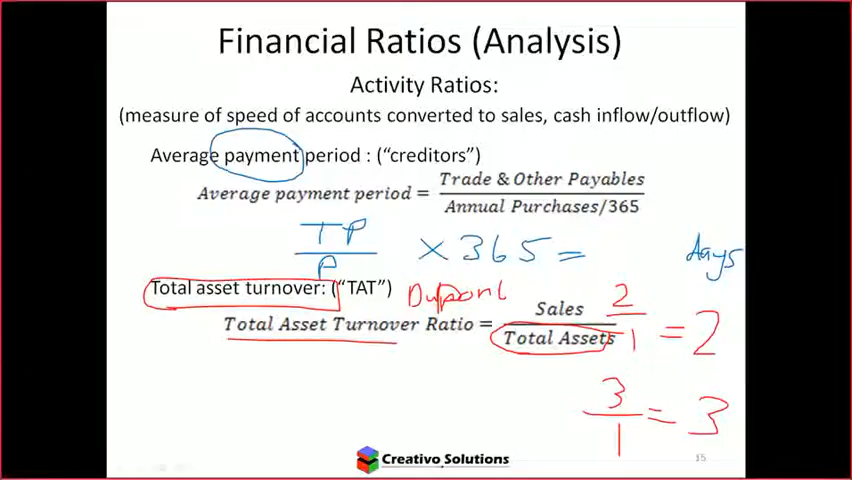 Financial Ratios (Analysis)
Activity Ratios:
(measure of speed of accounts converted to sales, cash inflow/outflow)
Average payment period : ("creditors")
Average payment period = Trade & Other Payables
Annual Purchases/365
TP
P
× 365 = days
Total asset turnover: ("TAT") Dupont
Total Asset Turnover Ratio = Sales
Total Assets
2
1
= 2
3
1
= 3
Creativo Solutions
15